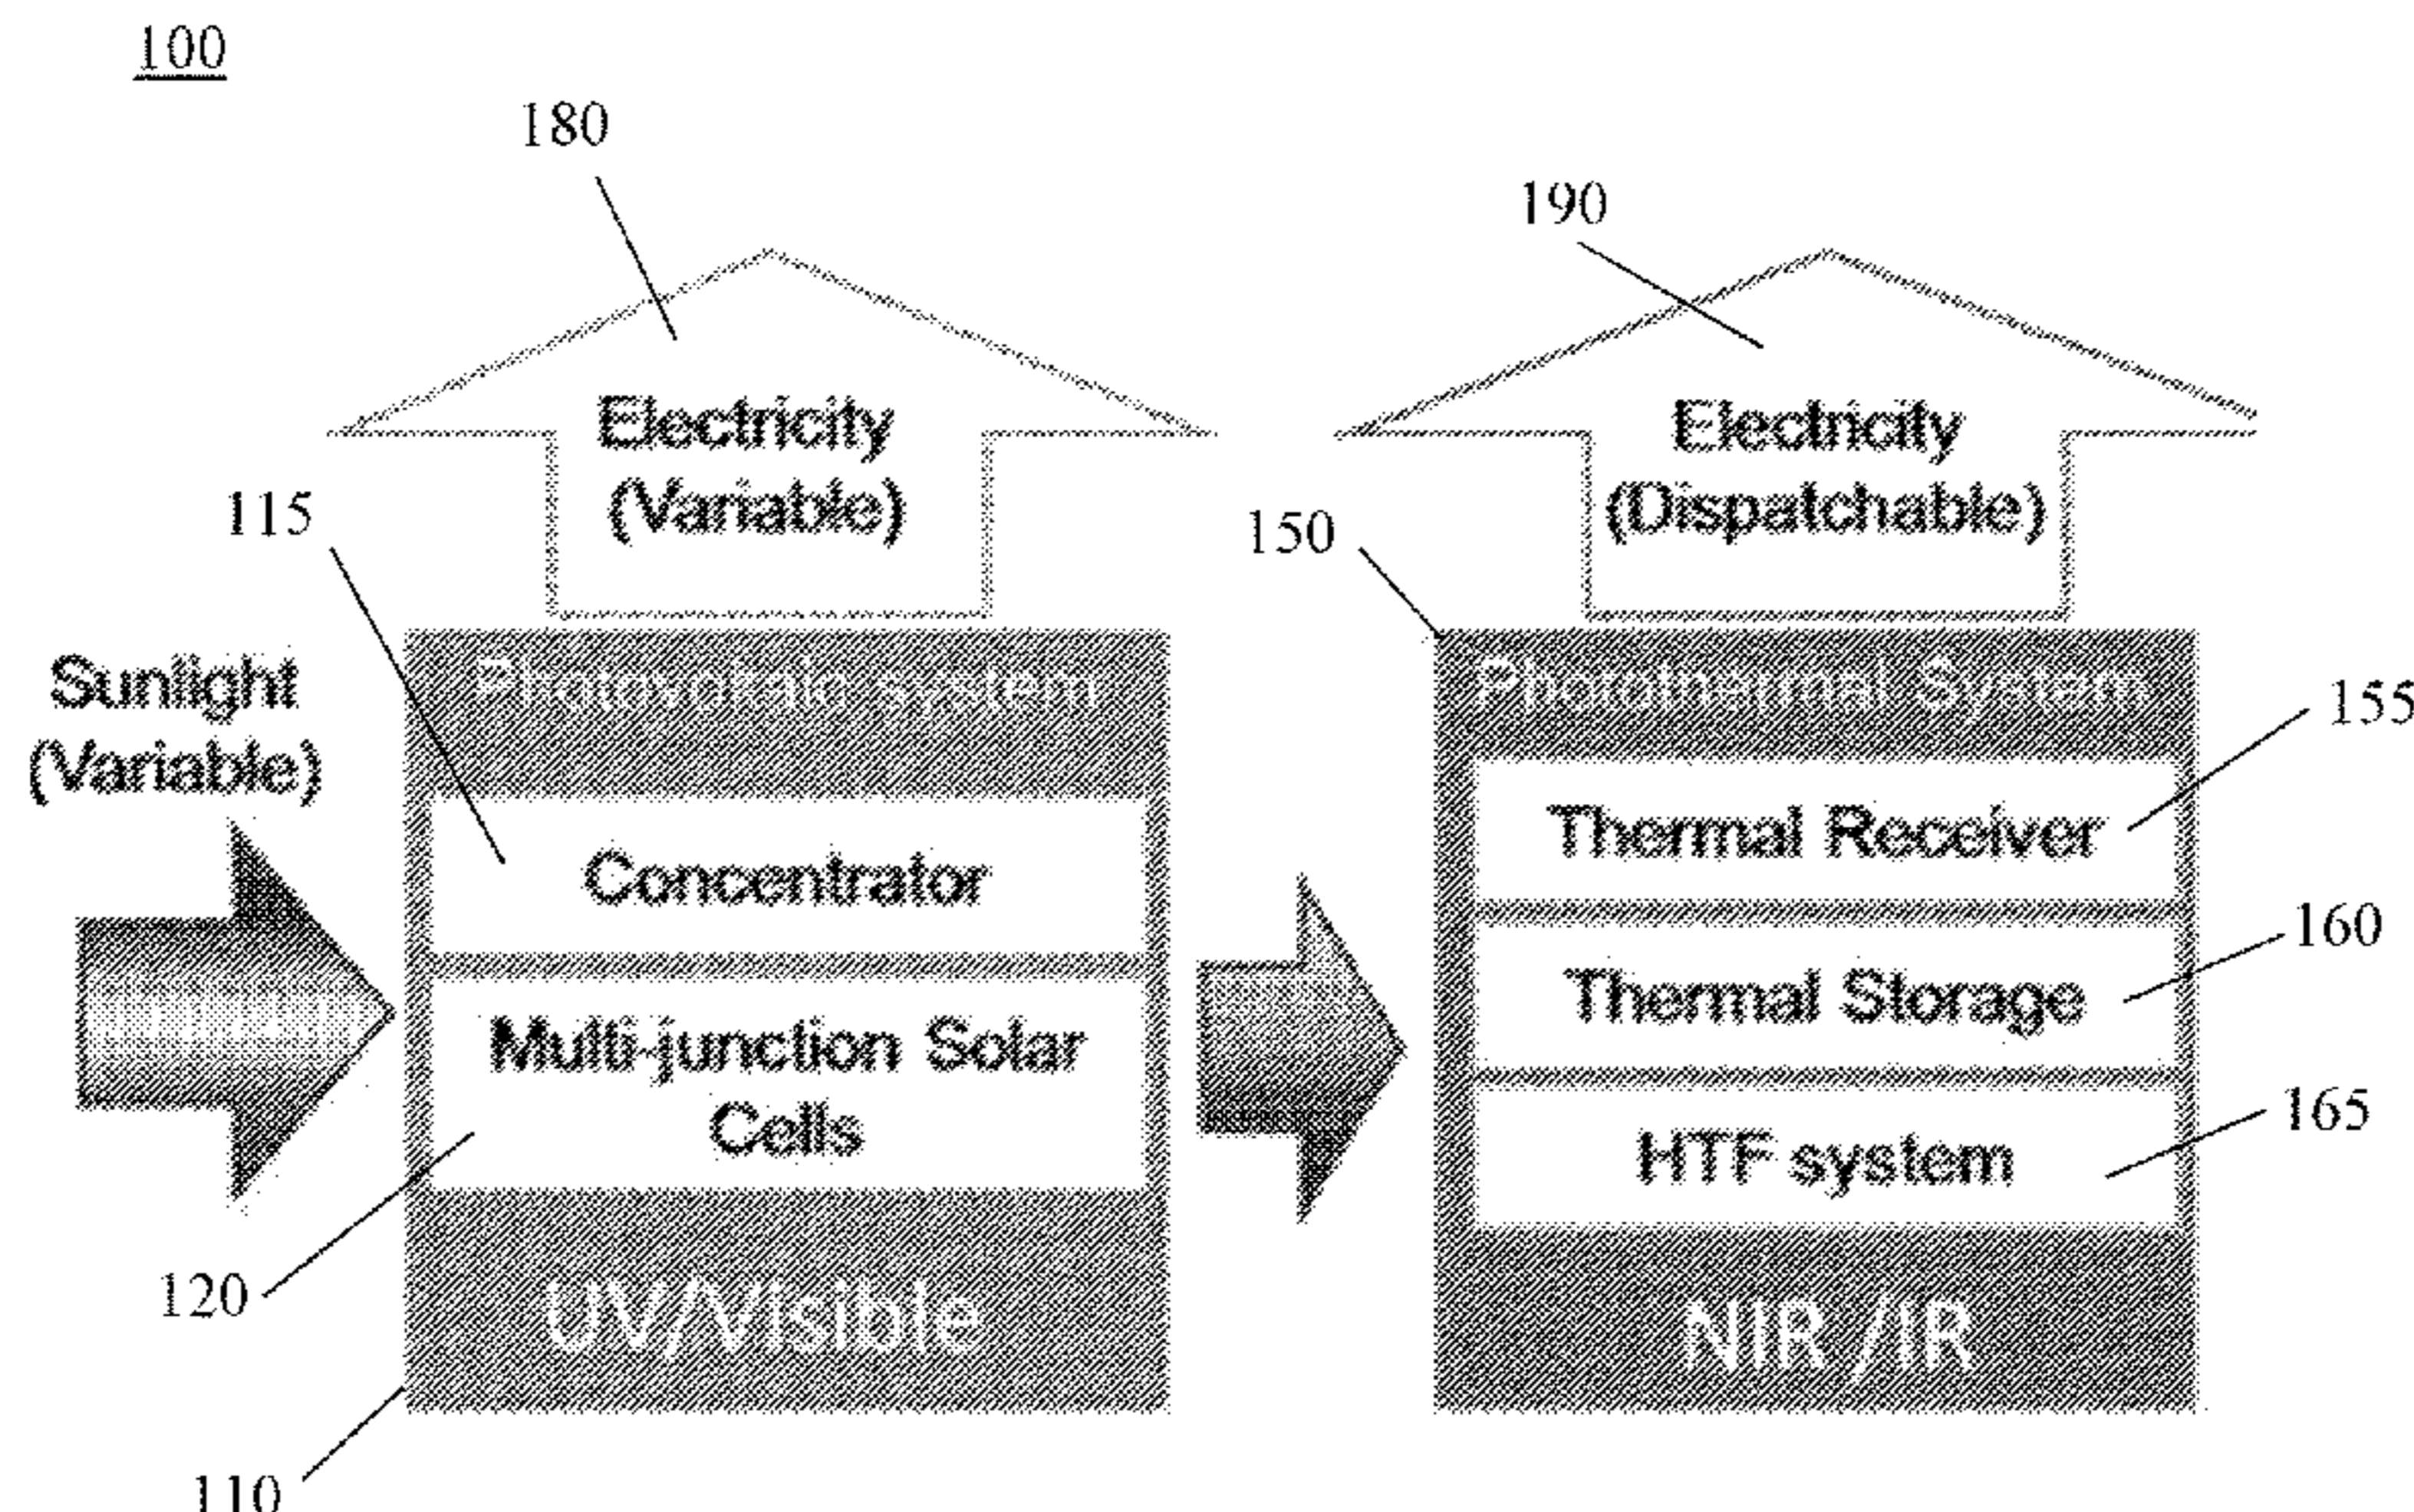 100
180
190
Electricity
(Variable)
Electricity
(Dispatchable)
115
150
Sunlight
(Variable)
Photovoltaic system
Photothermal System
155
Concentrator
Thermal Receiver
160
Multi-junction Solar
Cells
Thermal Storage
165
HTF system
120
UV/Visible
NIR /IR
110